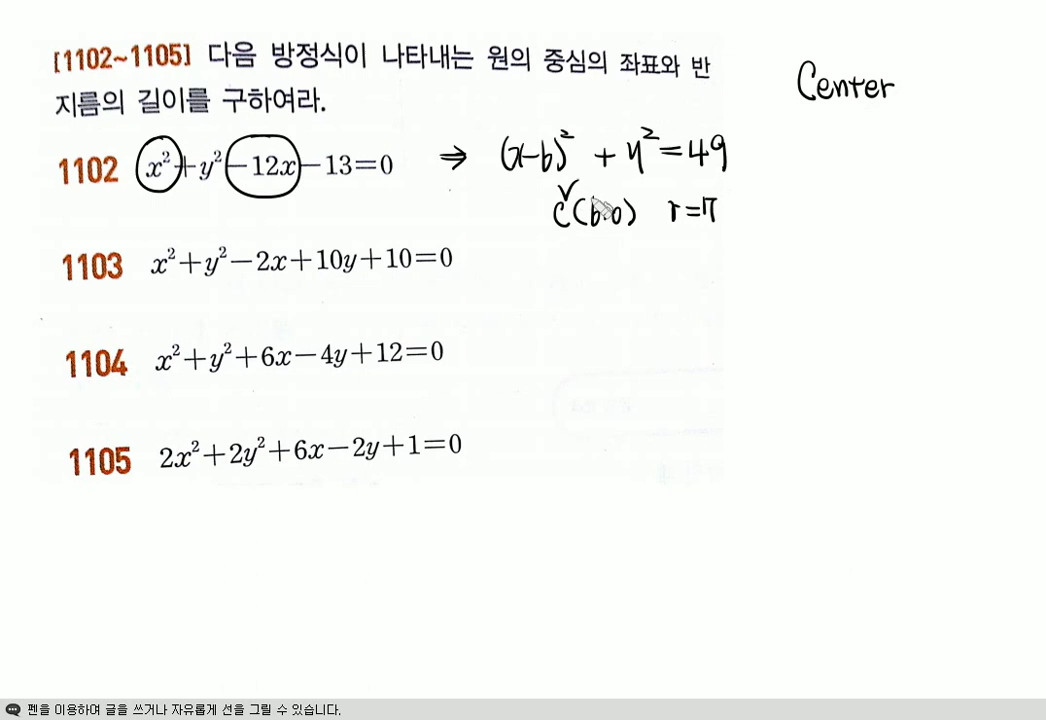 [1102~1105] 다음 방정식이 나타내는 원의 중심의 좌표와 반
지름의 길이를 구하여라.
Center
1102 x²+y²−12x−13=0 ⇒ (x−6)² + y² = 49
C(6,0) r=7
1103 x²+y²−2x+10y+10=0
1104 x²+y²+6x−4y+12=0
1105 2x²+2y²+6x−2y+1=0
펜을 이용하여 글을 쓰거나 자유롭게 선을 그릴 수 있습니다.